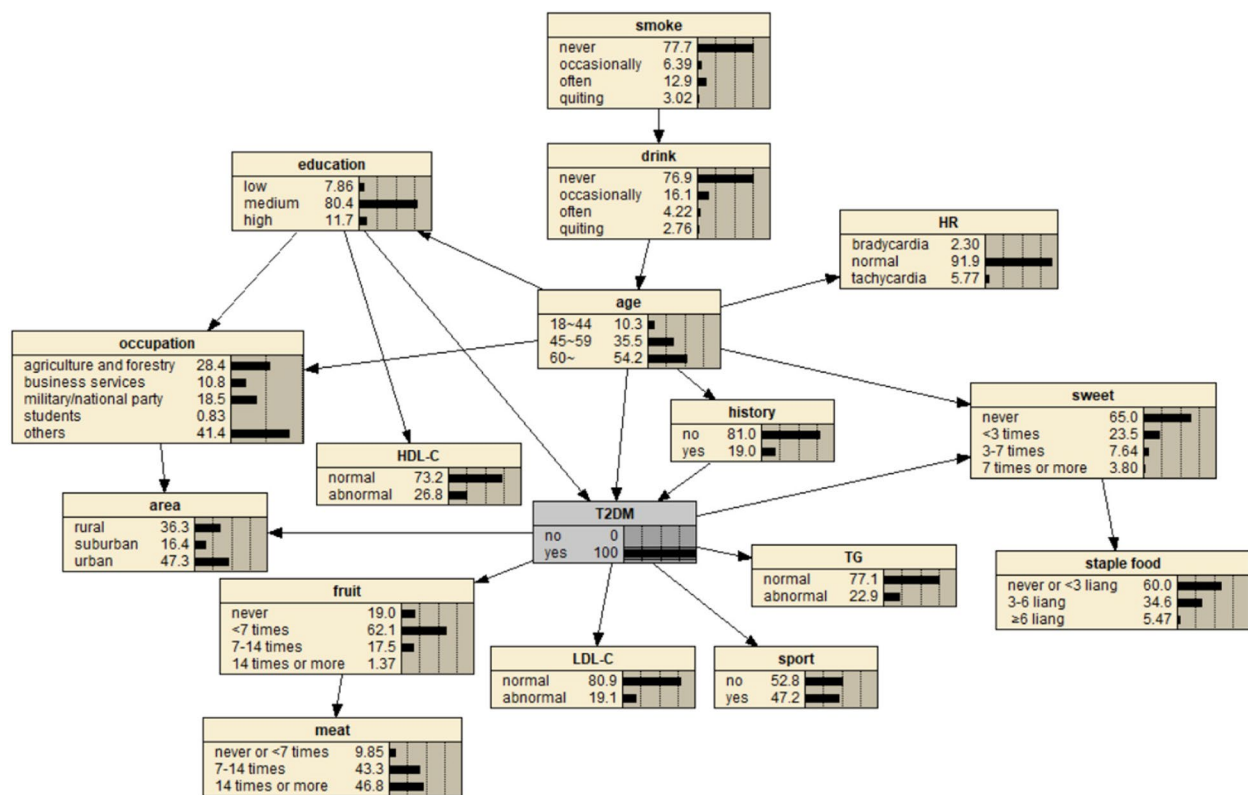 smoke
never 77.7
occasionally 6.39
often 12.9
quiting 3.02
drink
never 76.9
occasionally 16.1
often 4.22
quiting 2.76
education
low 7.86
medium 80.4
high 11.7
HR
bradycardia 2.30
normal 91.9
tachycardia 5.77
age
18~44 10.3
45~59 35.5
60~ 54.2
occupation
agriculture and forestry 28.4
business services 10.8
military/national party 18.5
students 0.83
others 41.4
history
no 81.0
yes 19.0
sweet
never 65.0
<3 times 23.5
3-7 times 7.64
7 times or more 3.80
HDL-C
normal 73.2
abnormal 26.8
area
rural 36.3
suburban 16.4
urban 47.3
T2DM
no 0
yes 100
TG
normal 77.1
abnormal 22.9
staple food
never or <3 liang 60.0
3-6 liang 34.6
≥6 liang 5.47
fruit
never 19.0
<7 times 62.1
7-14 times 17.5
14 times or more 1.37
LDL-C
normal 80.9
abnormal 19.1
sport
no 52.8
yes 47.2
meat
never or <7 times 9.85
7-14 times 43.3
14 times or more 46.8